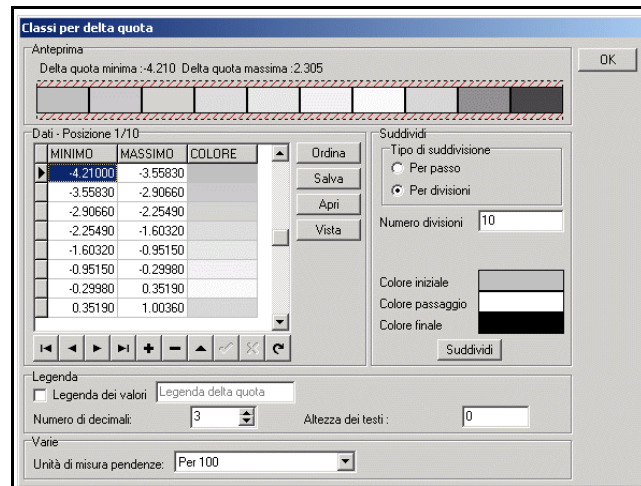 Classi per delta quota
Anteprima
Delta quota minima :-4.210 Delta quota massima :2.305
OK
Dati - Posizione 1/10
MINIMO MASSIMO COLORE
-4.21000 -3.55830
-3.55830 -2.90660
-2.90660 -2.25490
-2.25490 -1.60320
-1.60320 -0.95150
-0.95150 -0.29980
-0.29980 0.35190
0.35190 1.00360
Ordina
Salva
Apri
Vista
Suddividi
Tipo di suddivisione
Per passo
Per divisioni
Numero divisioni 10
Colore iniziale
Colore passaggio
Colore finale
Suddividi
Legenda
Legenda dei valori Legenda delta quota
Numero di decimali: 3 Altezza dei testi : 0
Varie
Unità di misura pendenze: Per 100